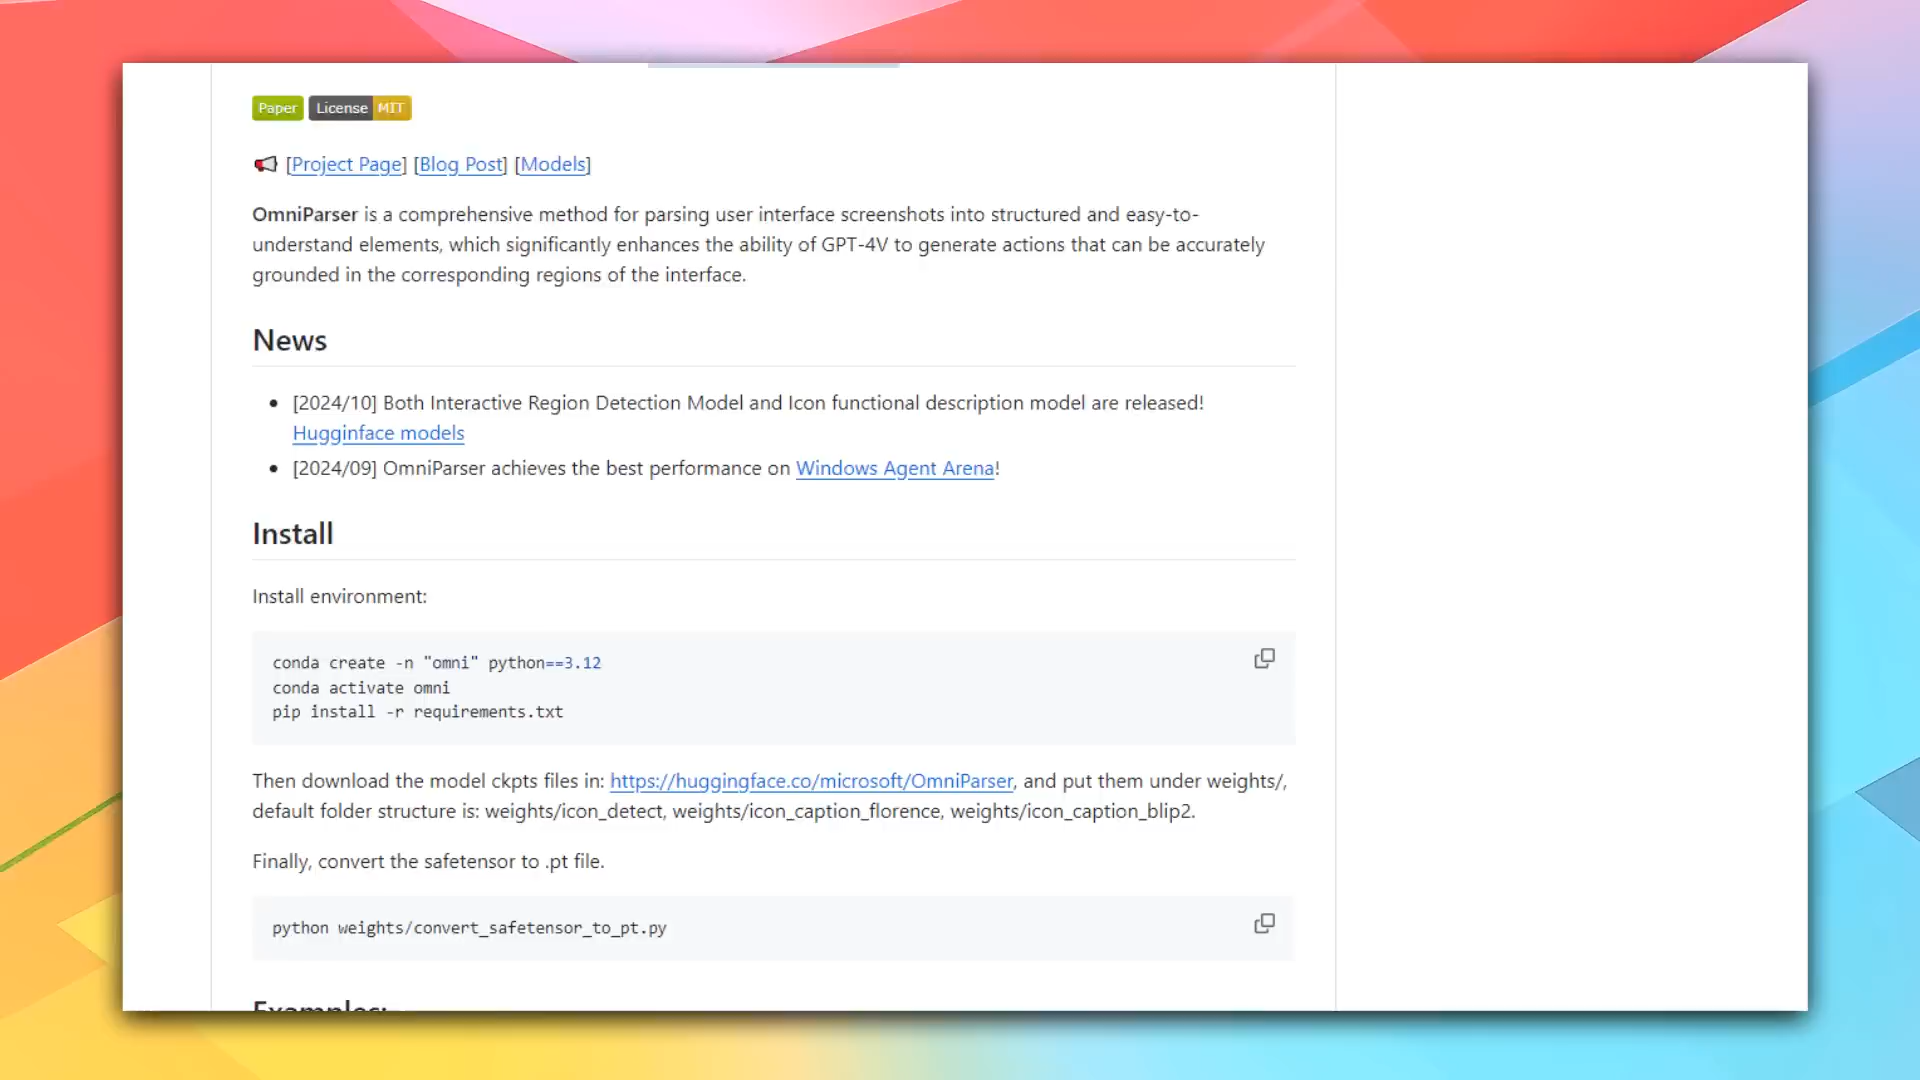 Paper License MIT
[Project Page] [Blog Post] [Models]
OmniParser is a comprehensive method for parsing user interface screenshots into structured and easy-to-
understand elements, which significantly enhances the ability of GPT-4V to generate actions that can be accurately
grounded in the corresponding regions of the interface.
News
• [2024/10] Both Interactive Region Detection Model and Icon functional description model are released!
Hugginface models
• [2024/09] OmniParser achieves the best performance on Windows Agent Arena!
Install
Install environment:
conda create -n "omni" python==3.12
conda activate omni
pip install -r requirements.txt
Then download the model ckpts files in: https://huggingface.co/microsoft/OmniParser, and put them under weights/,
default folder structure is: weights/icon_detect, weights/icon_caption_florence, weights/icon_caption_blip2.
Finally, convert the safetensor to .pt file.
python weights/convert_safetensor_to_pt.py
Examples: